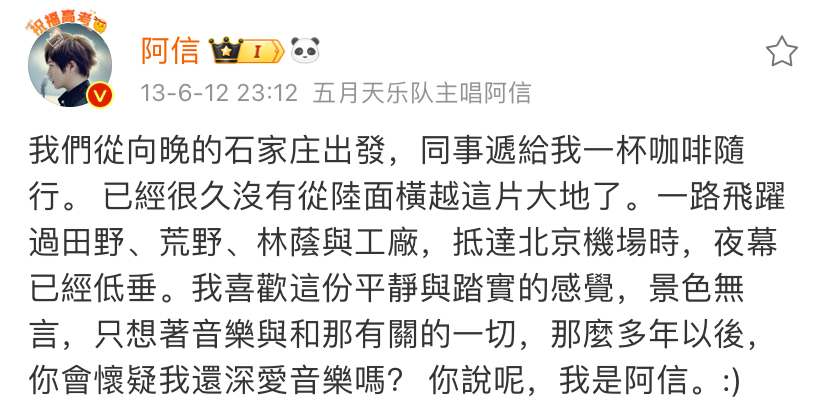 祝福高考
阿信 I
13-6-12 23:12 五月天乐队主唱阿信
我們從向晚的石家庄出發，同事遞給我一杯咖啡隨
行。 已經很久沒有從陸面橫越這片大地了。一路飛躍
過田野、荒野、林蔭與工廠，抵達北京機場時，夜幕
已經低垂。我喜歡這份平靜與踏實的感覺，景色無
言，只想著音樂與和那有關的一切，那麼多年以後，
你會懷疑我還深愛音樂嗎？ 你說呢，我是阿信。:)